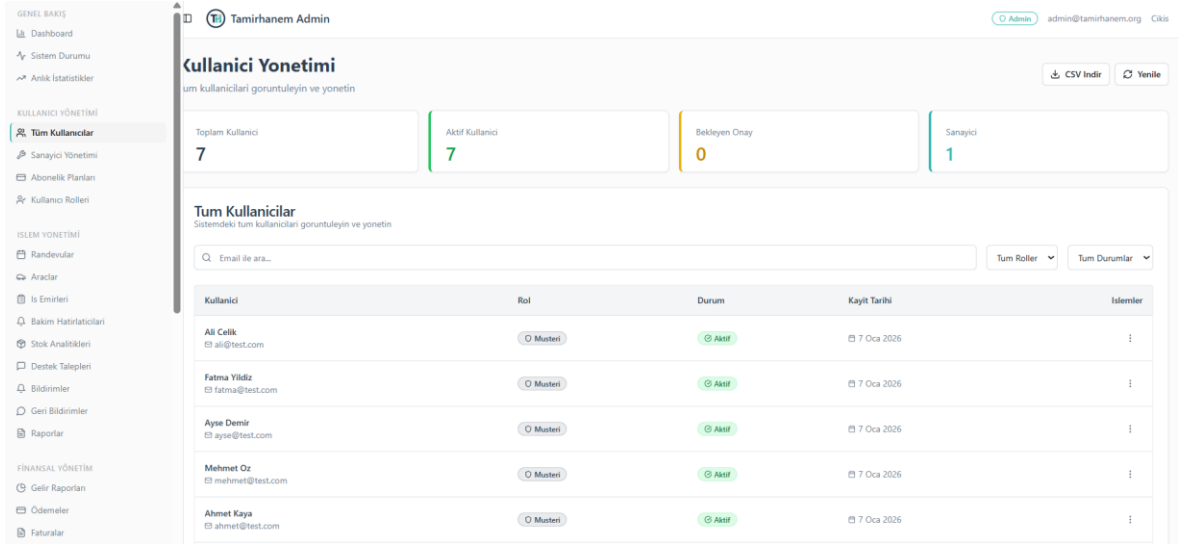 GENEL BAKIŞ
Dashboard
Sistem Durumu
Anlık İstatistikler
KULLANICI YÖNETİMİ
Tüm Kullanıcılar
Sanayici Yönetimi
Abonelik Planları
Kullanıcı Rolleri
ISLEM YONETİMİ
Randevular
Araclar
Is Emirleri
Bakim Hatirlaticilari
Stok Analitikleri
Destek Talepleri
Bildirimler
Geri Bildirimler
Raporlar
FİNANSAL YÖNETİM
Gelir Raporları
Ödemeler
Faturalar
TH Tamirhanem Admin
Admin admin@tamirhanem.org Cikis
Kullanici Yonetimi
um kullanicilari goruntuleyin ve yonetin
CSV Indir Yenile
Toplam Kullanici
7
Aktif Kullanici
7
Bekleyen Onay
0
Sanayici
1
Tum Kullanicilar
Sistemdeki tum kullanicilari goruntuleyin ve yonetin
Email ile ara...
Tum Roller Tum Durumlar
Kullanici Rol Durum Kayit Tarihi Islemler
Ali Celik
ali@test.com
Musteri Aktif 7 Oca 2026
Fatma Yildiz
fatma@test.com
Musteri Aktif 7 Oca 2026
Ayse Demir
ayse@test.com
Musteri Aktif 7 Oca 2026
Mehmet Oz
mehmet@test.com
Musteri Aktif 7 Oca 2026
Ahmet Kaya
ahmet@test.com
Musteri Aktif 7 Oca 2026